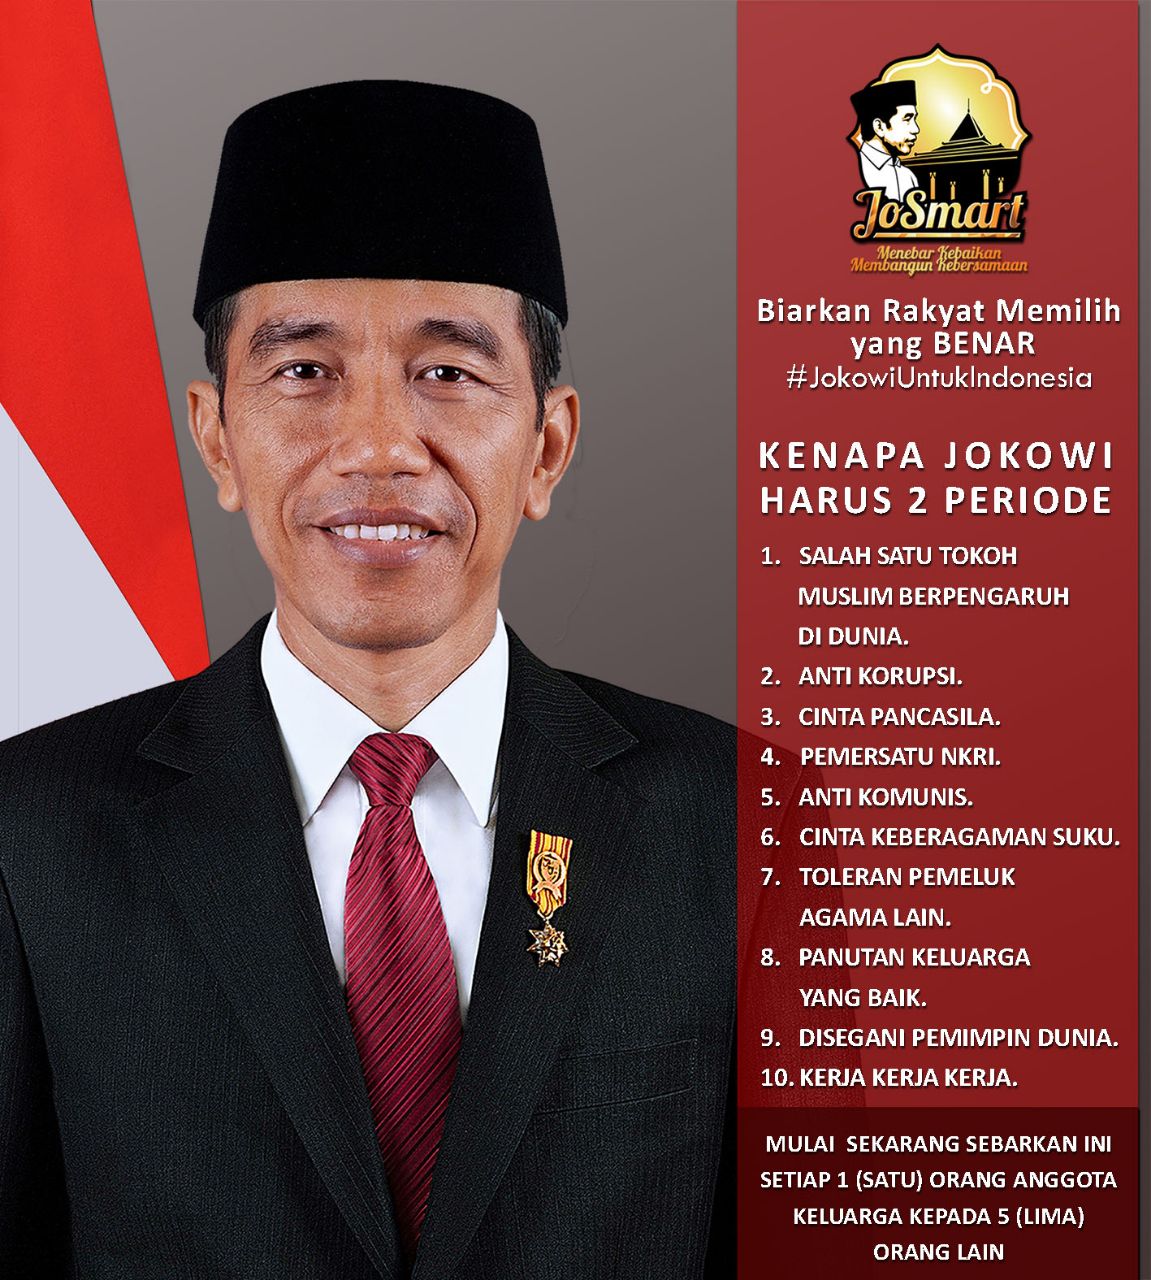 JoSmart
Menebar Kebaikan
Membangun Kebersamaan
Biarkan Rakyat Memilih
yang BENAR
#JokowiUntukIndonesia
KENAPA JOKOWI
HARUS 2 PERIODE
1. SALAH SATU TOKOH
MUSLIM BERPENGARUH
DI DUNIA.
2. ANTI KORUPSI.
3. CINTA PANCASILA.
4. PEMERSATU NKRI.
5. ANTI KOMUNIS.
6. CINTA KEBERAGAMAN SUKU.
7. TOLERAN PEMELUK
AGAMA LAIN.
8. PANUTAN KELUARGA
YANG BAIK.
9. DISEGANI PEMIMPIN DUNIA.
10. KERJA KERJA KERJA.
MULAI SEKARANG SEBARKAN INI
SETIAP 1 (SATU) ORANG ANGGOTA
KELUARGA KEPADA 5 (LIMA)
ORANG LAIN